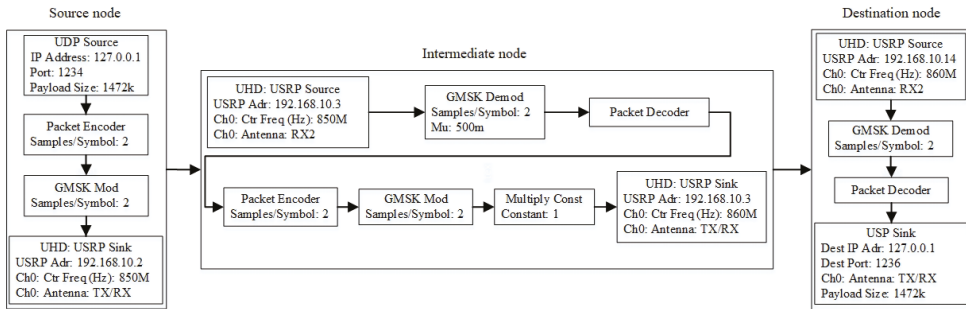 Source node
UDP Source
IP Address: 127.0.0.1
Port: 1234
Payload Size: 1472k
Packet Encoder
Samples/Symbol: 2
GMSK Mod
Samples/Symbol: 2
UHD: USRP Sink
USRP Adr: 192.168.10.2
Ch0: Ctr Freq (Hz): 850M
Ch0: Antenna: TX/RX
Intermediate node
UHD: USRP Source
USRP Adr: 192.168.10.3
Ch0: Ctr Freq (Hz): 850M
Ch0: Antenna: RX2
GMSK Demod
Samples/Symbol: 2
Mu: 500m
Packet Decoder
Packet Encoder
Samples/Symbol: 2
GMSK Mod
Samples/Symbol: 2
Multiply Const
Constant: 1
UHD: USRP Sink
USRP Adr: 192.168.10.3
Ch0: Ctr Freq (Hz): 860M
Ch0: Antenna: TX/RX
Destination node
UHD: USRP Source
USRP Adr: 192.168.10.14
Ch0: Ctr Freq (Hz): 860M
Ch0: Antenna: RX2
GMSK Demod
Samples/Symbol: 2
Packet Decoder
USP Sink
Dest IP Adr: 127.0.0.1
Dest Port: 1236
Ch0: Antenna: TX/RX
Payload Size: 1472k